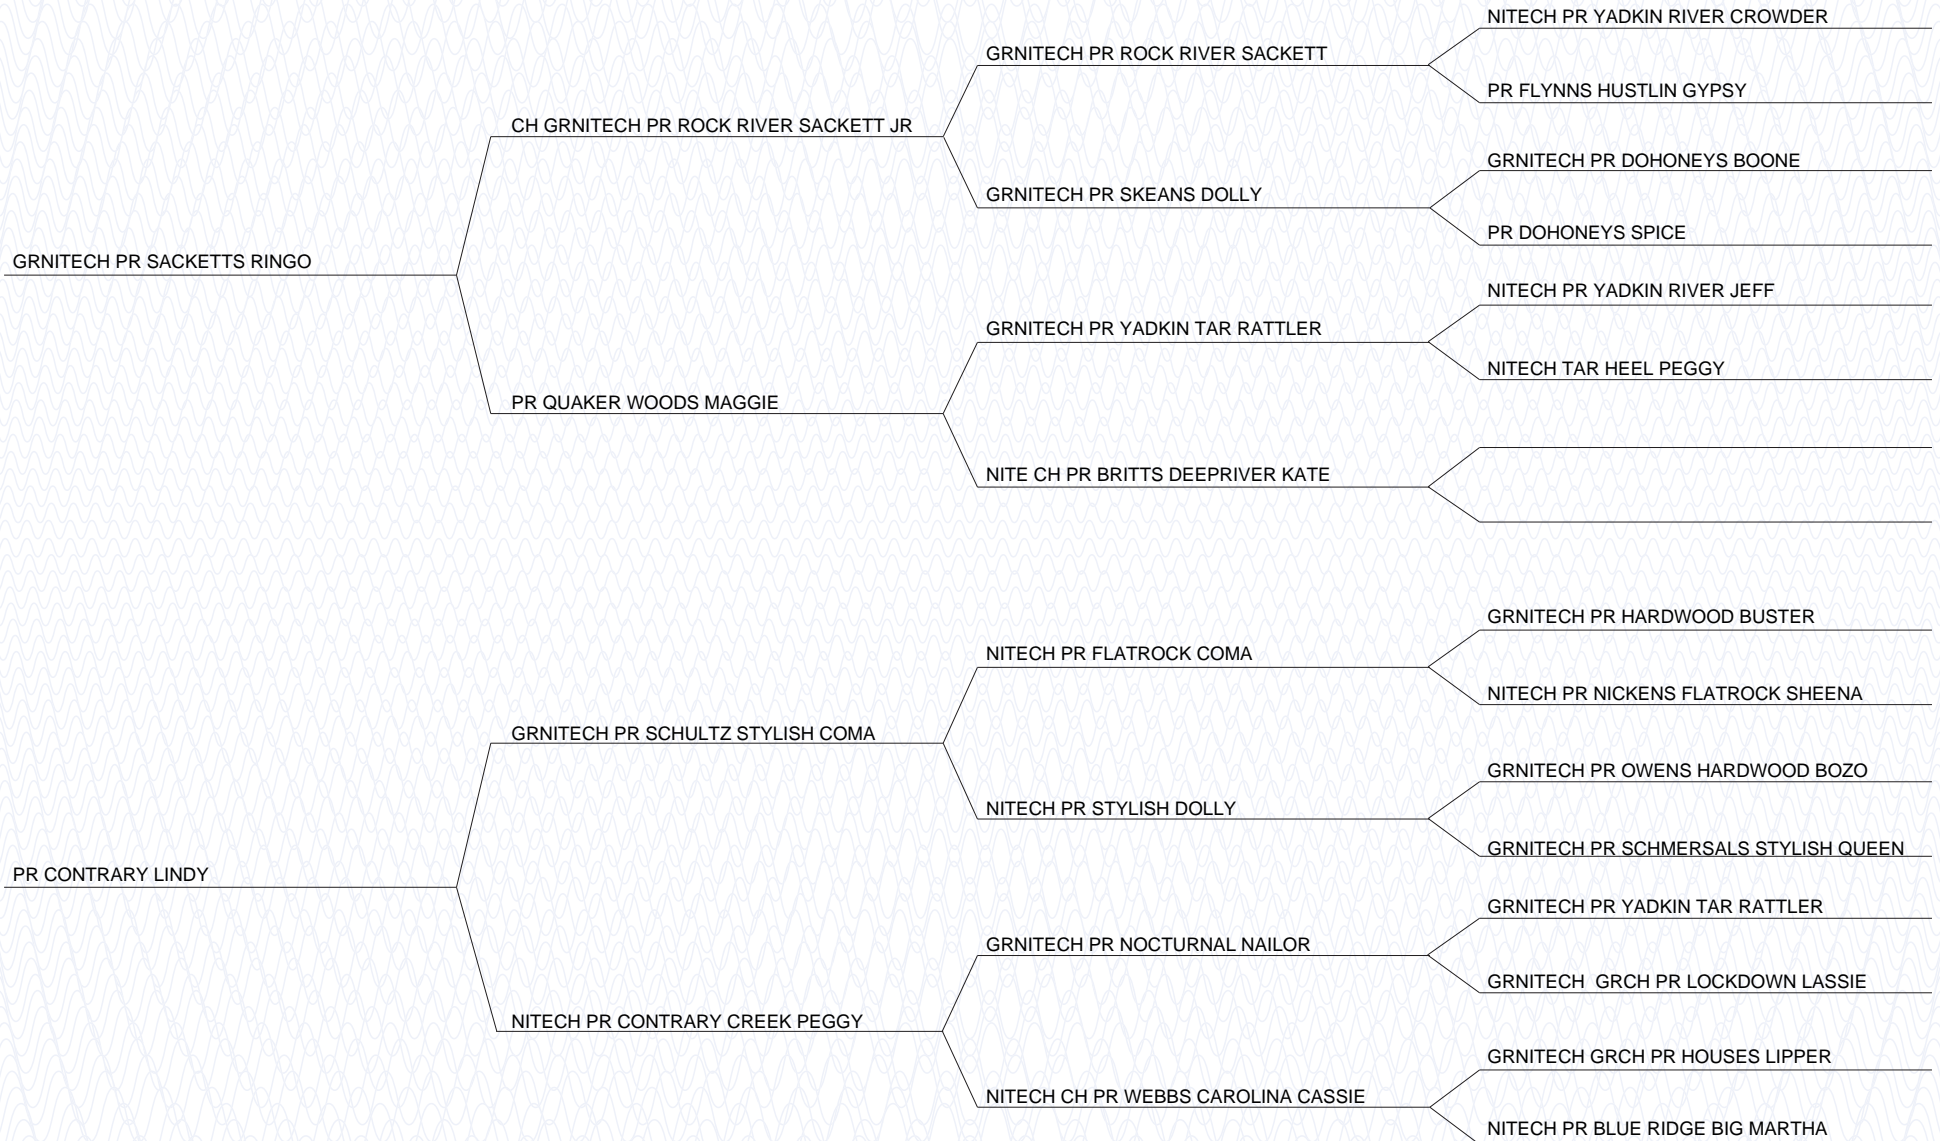 NITECH PR YADKIN RIVER CROWDER
GRNITECH PR ROCK RIVER SACKETT
PR FLYNNS HUSTLIN GYPSY
CH GRNITECH PR ROCK RIVER SACKETT JR
GRNITECH PR DOHONEYS BOONE
GRNITECH PR SKEANS DOLLY
PR DOHONEYS SPICE
GRNITECH PR SACKETTS RINGO
NITECH PR YADKIN RIVER JEFF
GRNITECH PR YADKIN TAR RATTLER
NITECH TAR HEEL PEGGY
PR QUAKER WOODS MAGGIE
NITE CH PR BRITTS DEEPRIVER KATE
GRNITECH PR HARDWOOD BUSTER
NITECH PR FLATROCK COMA
NITECH PR NICKENS FLATROCK SHEENA
GRNITECH PR SCHULTZ STYLISH COMA
GRNITECH PR OWENS HARDWOOD BOZO
NITECH PR STYLISH DOLLY
GRNITECH PR SCHMERSALS STYLISH QUEEN
PR CONTRARY LINDY
GRNITECH PR YADKIN TAR RATTLER
GRNITECH PR NOCTURNAL NAILOR
GRNITECH  GRCH PR LOCKDOWN LASSIE
NITECH PR CONTRARY CREEK PEGGY
GRNITECH GRCH PR HOUSES LIPPER
NITECH CH PR WEBBS CAROLINA CASSIE
NITECH PR BLUE RIDGE BIG MARTHA